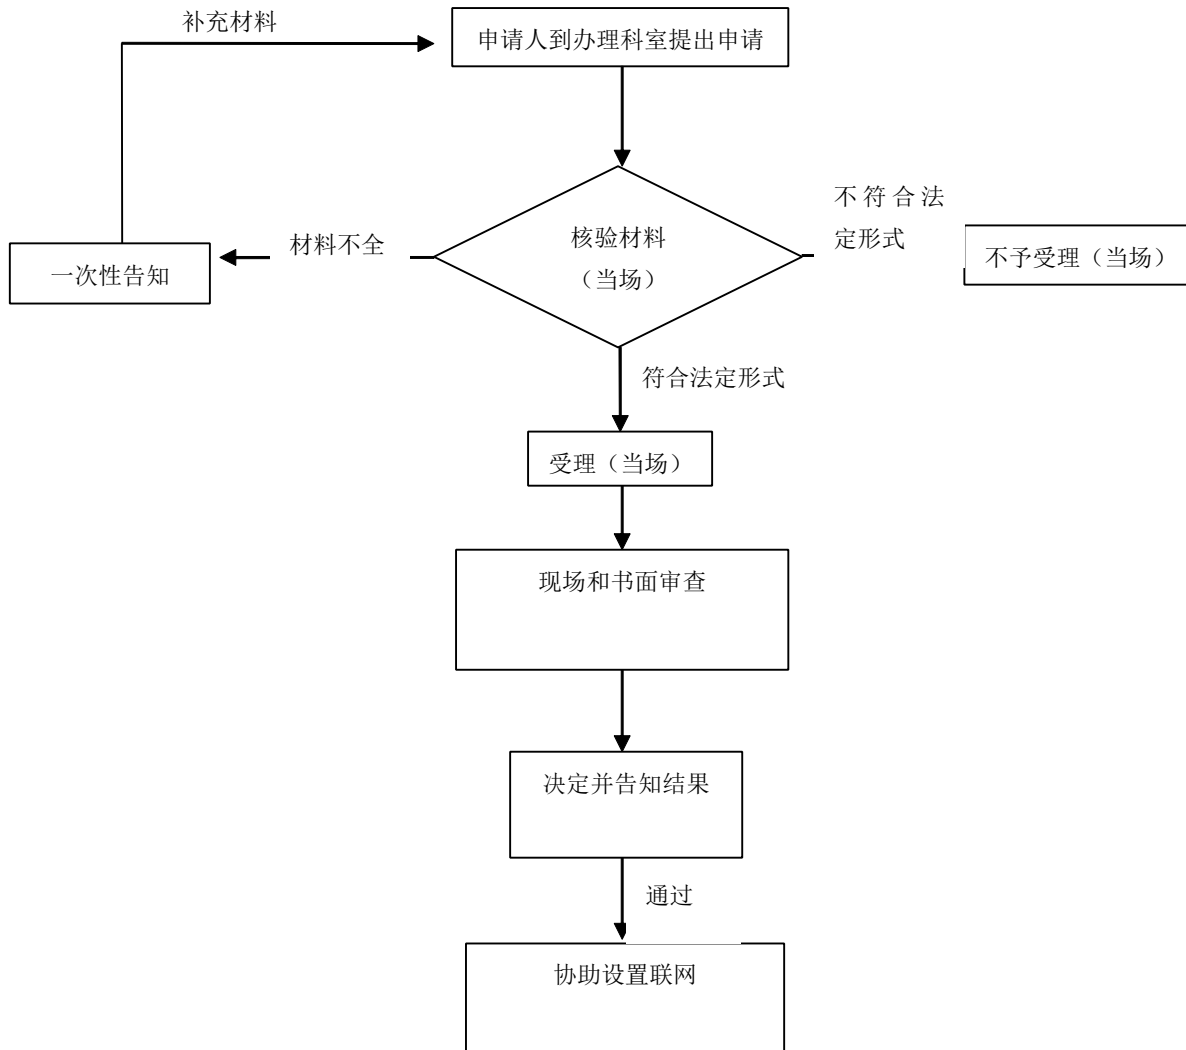 补充材料
申请人到办理科室提出申请
不符合法
定形式
材料不全
核验材料
（当场）
不予受理（当场）
一次性告知
符合法定形式
受理（当场）
现场和书面审查
决定并告知结果
通过
协助设置联网